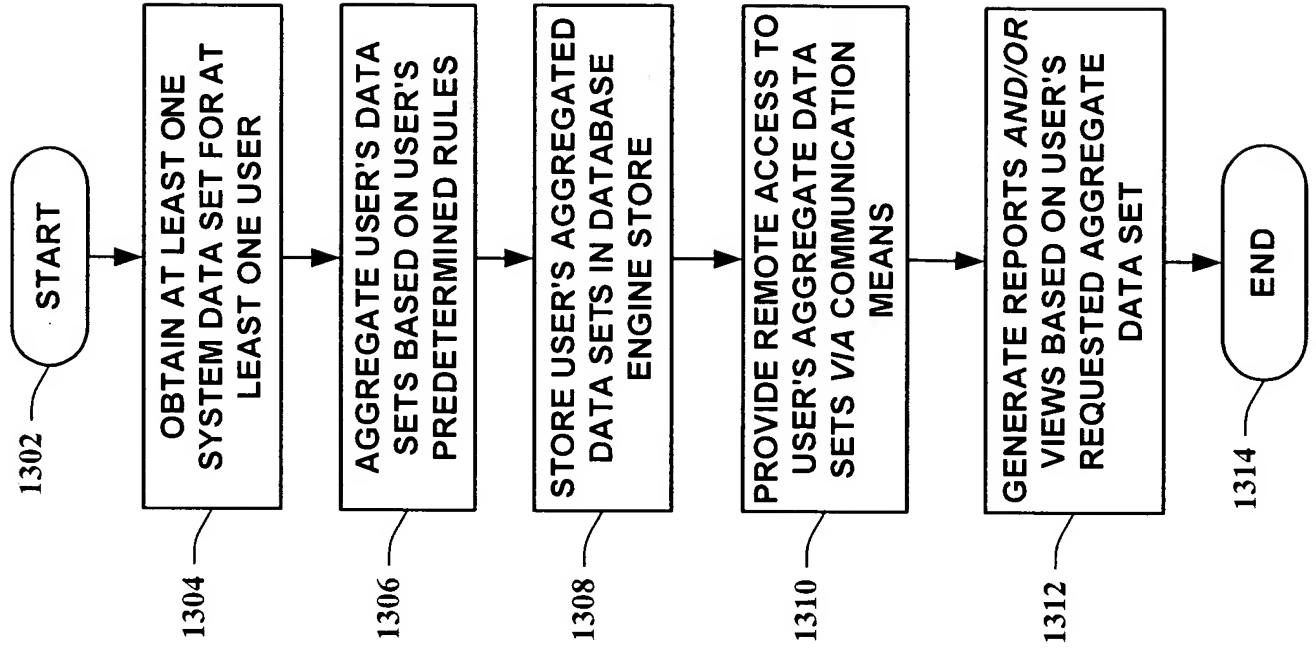 START
1302
OBTAIN AT LEAST ONE
SYSTEM DATA SET FOR AT
LEAST ONE USER
1304
AGGREGATE USER'S DATA
SETS BASED ON USER'S
PREDETERMINED RULES
1306
STORE USER'S AGGREGATED
DATA SETS IN DATABASE
ENGINE STORE
1308
PROVIDE REMOTE ACCESS TO
USER'S AGGREGATE DATA
SETS VIA COMMUNICATION
MEANS
1310
GENERATE REPORTS AND/OR
VIEWS BASED ON USER'S
REQUESTED AGGREGATE
DATA SET
1312
END
1314